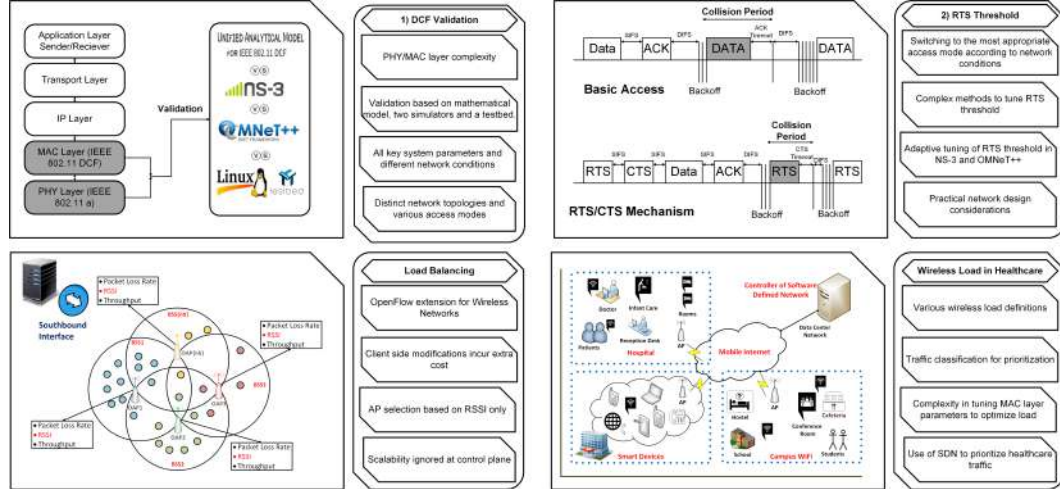 Application Layer
Sender/Reciever
Transport Layer
IP Layer
MAC Layer (IEEE
802.11 DCF)
PHY Layer (IEEE
802.11 a)
Validation
UNIFIED ANALYTICAL MODEL
FOR IEEE 802.11 DCF
VS
NS-3
VS
OMNeT++
VS
Linux
testbed
1) DCF Validation
PHY/MAC layer complexity
Validation based on mathematical
model, two simulators and a testbed.
All key system parameters and
different network conditions
Distinct network topologies and
various access modes
Collision Period
Data
SIFS
ACK
DIFS
DATA
ACK
Timeout
DIFS
DATA
Backoff
Backoff
Basic Access
Collision
Period
RTS
SIFS
CTS
SIFS
Data
SIFS
ACK
DIFS
RTS
CTS
Timeout
DIFS
RTS
Backoff
Backoff
RTS/CTS Mechanism
2) RTS Threshold
Switching to the most appropriate
access mode according to network
conditions
Complex methods to tune RTS
threshold
Adaptive tuning of RTS threshold in
NS-3 and OMNeT++
Practical network design
considerations
Southbound
Interface
Packet Loss Rate
RSSI
Throughput
Packet Loss Rate
RSSI
Throughput
Packet Loss Rate
RSSI
Throughput
Packet Loss Rate
RSSI
Throughput
OAP1
OAP2
BSS2
Load Balancing
OpenFlow extension for Wireless
Networks
Client side modifications incur extra
cost
AP selection based on RSSI only
Scalability ignored at control plane
Doctor
Infant Care
Rooms
Patients
Reception Desk
Hospital
AP
Controller of Software
Defined Network
Data Center
Network
Mobile Internet
AP
Smart Devices
AP
Hostel
School
Conference
Room
Cafeteria
Students
Campus WiFi
Wireless Load in Healthcare
Various wireless load definitions
Traffic classification for prioritization
Complexity in tuning MAC layer
parameters to optimize load
Use of SDN to prioritize healthcare
traffic